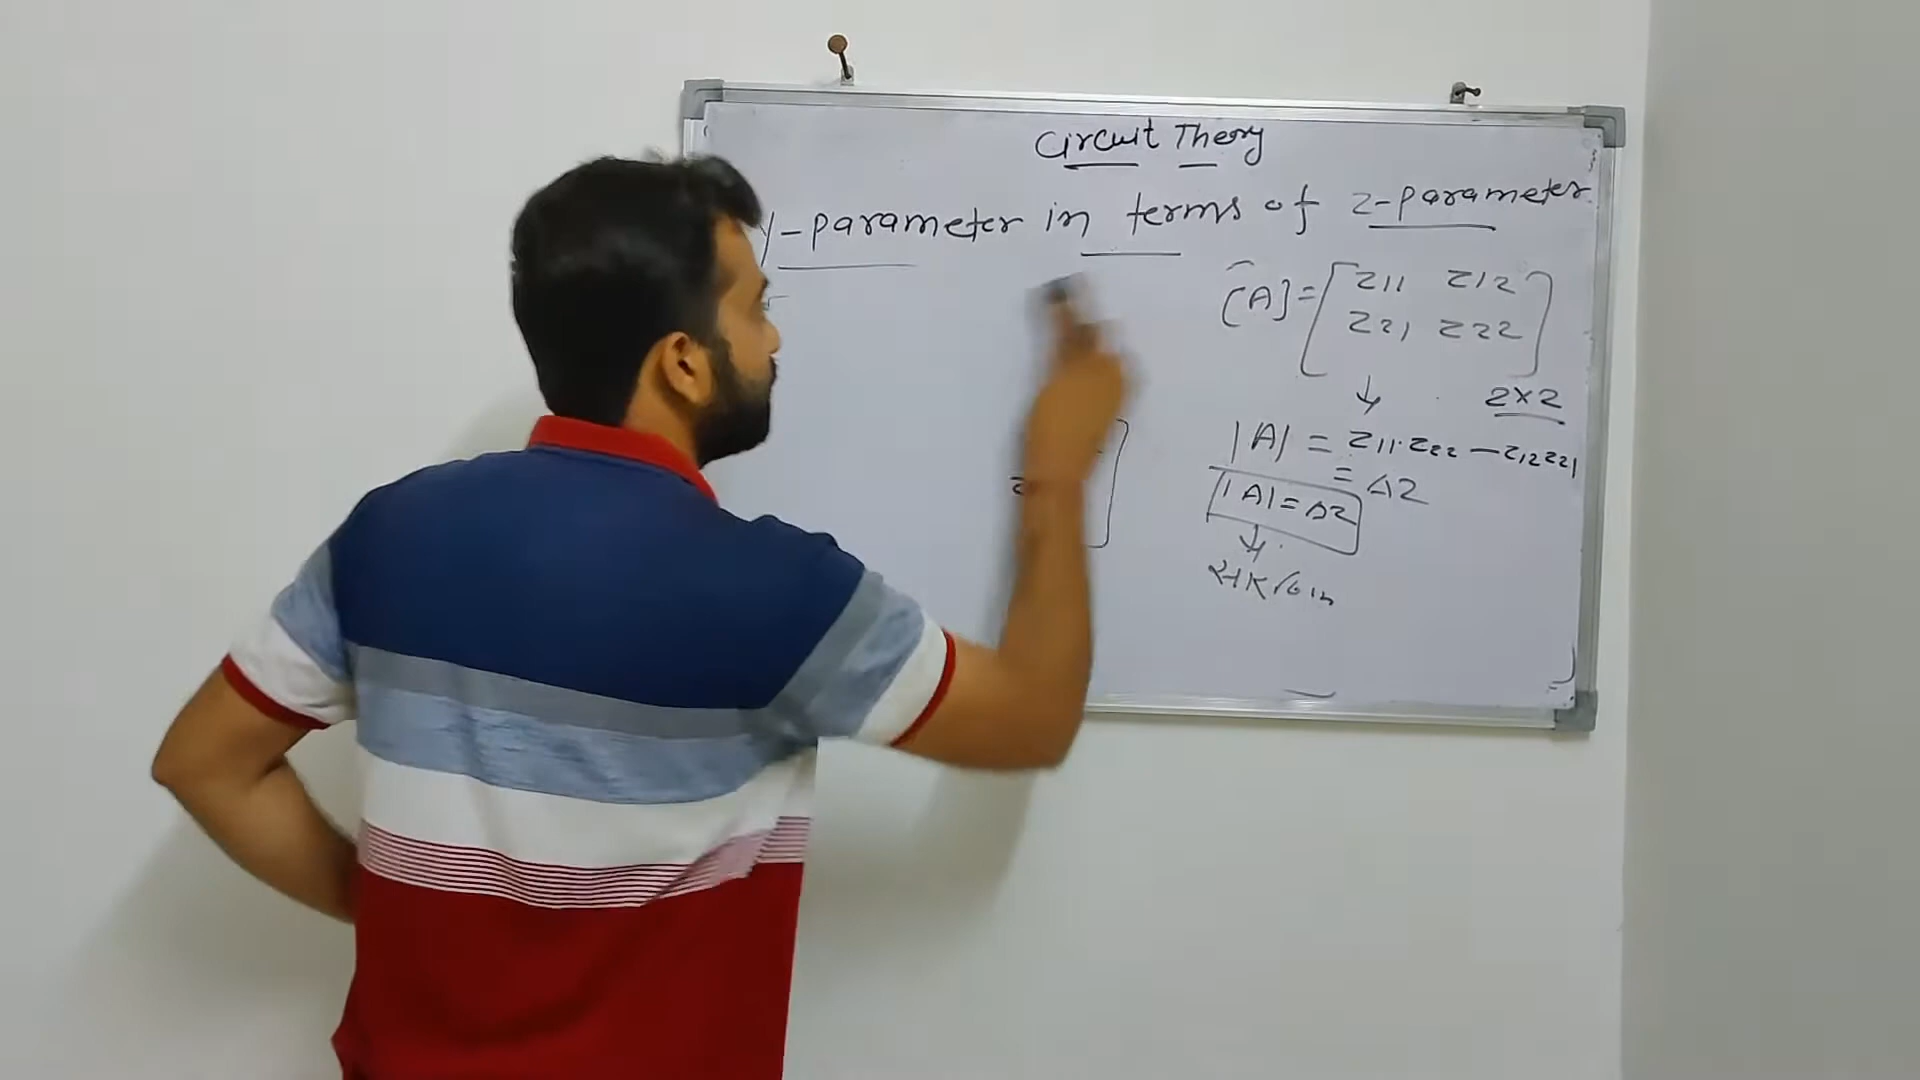 Circuit Theory
Y-parameter in terms of Z-parameter
[A] = [ Z11 Z12
Z21 Z22 ]
2x2
|A| = Z11.Z22 - Z12Z21
= ΔZ
|A| = ΔZ